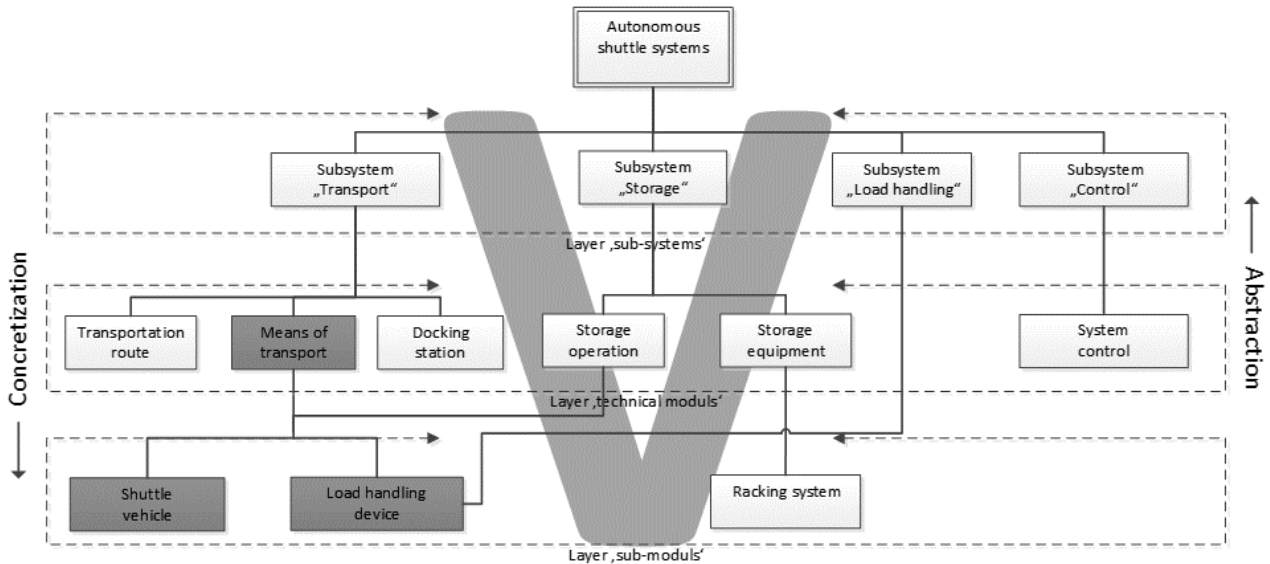 Autonomous
shuttle systems
Subsystem
„Transport“
Subsystem
„Storage“
Subsystem
„Load handling“
Subsystem
„Control“
Layer ‚sub-systems‘
Concretization
Abstraction
Transportation
route
Means of
transport
Docking
station
Storage
operation
Storage
equipment
System
control
Layer ‚technical moduls‘
Shuttle
vehicle
Load handling
device
Racking system
Layer ‚sub-moduls‘